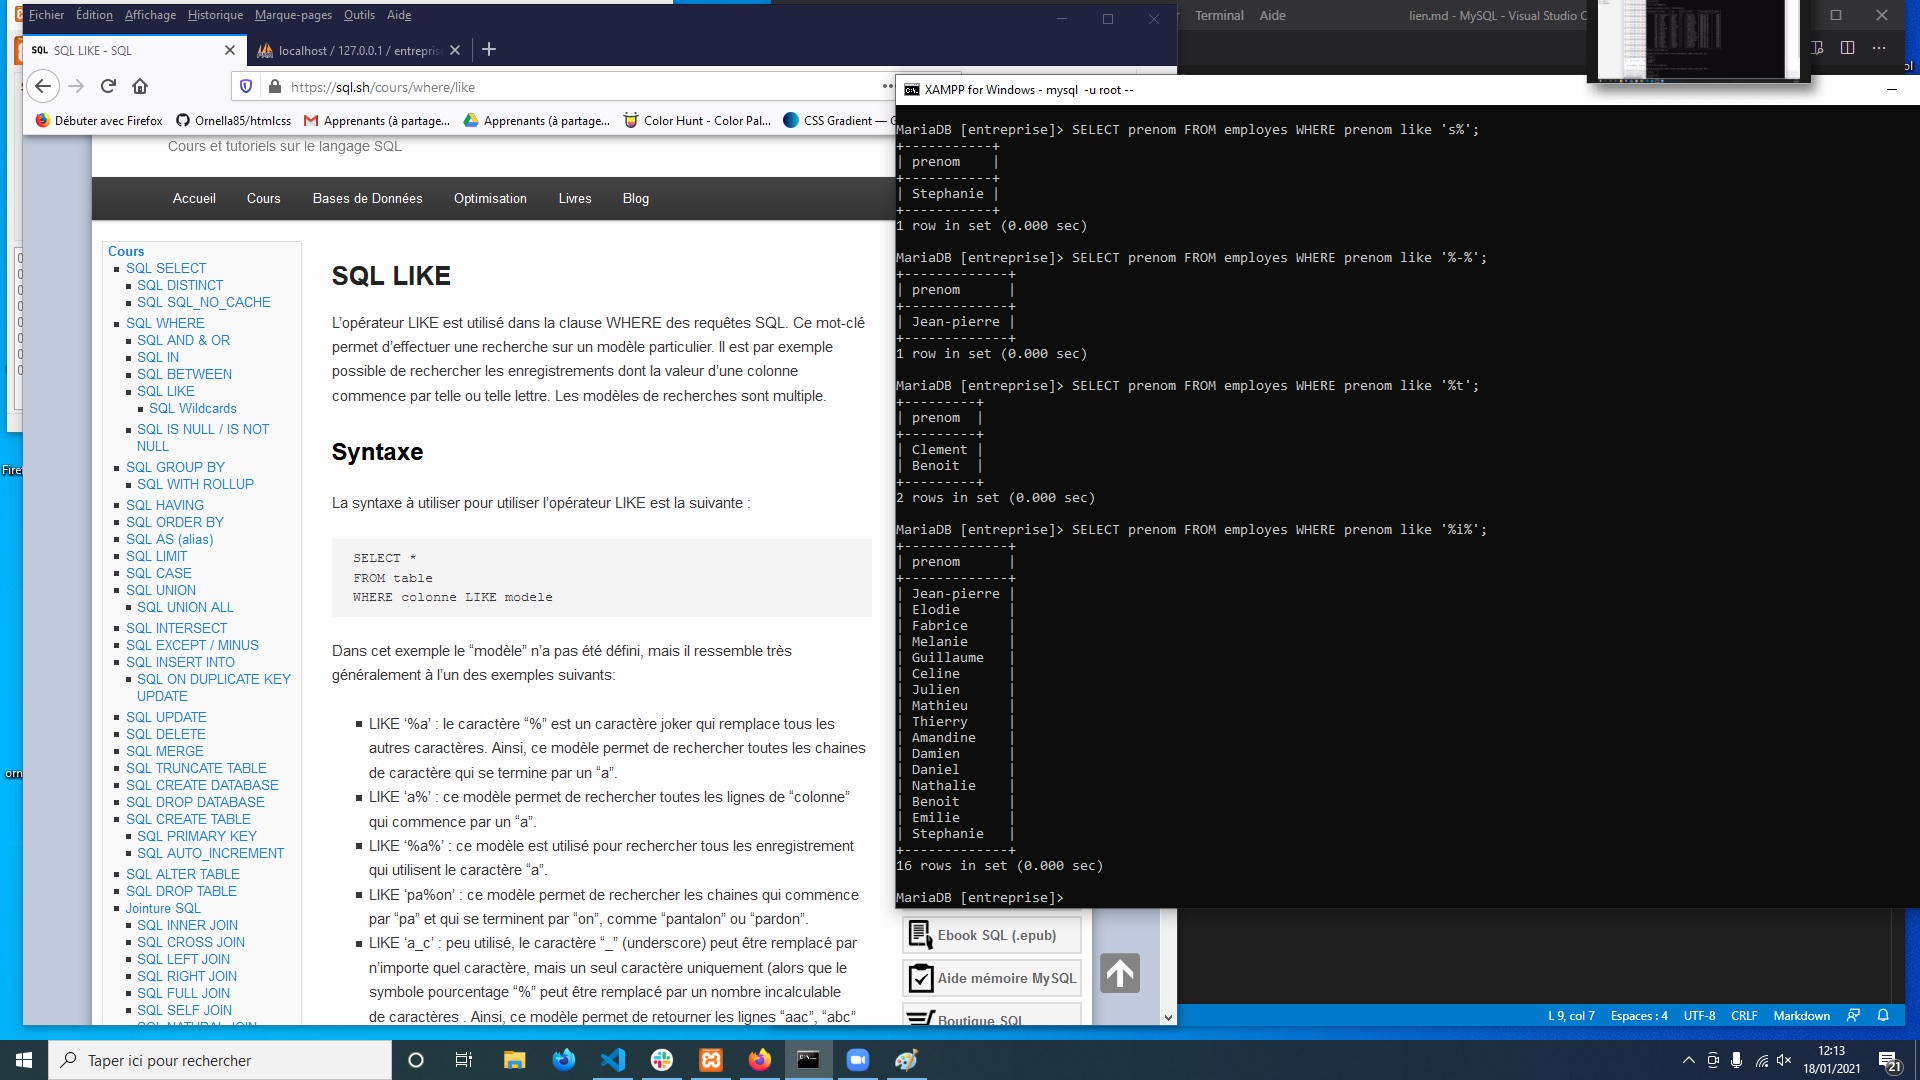 Fichier Édition Affichage Historique Marque-pages Outils Aide
SQL SQL LIKE - SQL
localhost / 127.0.0.1 / entrepris
https://sql.sh/cours/where/like
Débuter avec Firefox
Ornella85/htmlcss
Apprenants (à partage...
Apprenants (à partage...
Color Hunt - Color Pal...
CSS Gradient —
Cours et tutoriels sur le langage SQL
Accueil Cours Bases de Données Optimisation Livres Blog
Cours
SQL SELECT
SQL DISTINCT
SQL SQL_NO_CACHE
SQL WHERE
SQL AND & OR
SQL IN
SQL BETWEEN
SQL LIKE
SQL Wildcards
SQL IS NULL / IS NOT
NULL
SQL GROUP BY
SQL WITH ROLLUP
SQL HAVING
SQL ORDER BY
SQL AS (alias)
SQL LIMIT
SQL CASE
SQL UNION
SQL UNION ALL
SQL INTERSECT
SQL EXCEPT / MINUS
SQL INSERT INTO
SQL ON DUPLICATE KEY
UPDATE
SQL UPDATE
SQL DELETE
SQL MERGE
SQL TRUNCATE TABLE
SQL CREATE DATABASE
SQL DROP DATABASE
SQL CREATE TABLE
SQL PRIMARY KEY
SQL AUTO_INCREMENT
SQL ALTER TABLE
SQL DROP TABLE
Jointure SQL
SQL INNER JOIN
SQL CROSS JOIN
SQL LEFT JOIN
SQL RIGHT JOIN
SQL FULL JOIN
SQL SELF JOIN
SQL NATURAL JOIN
SQL LIKE
L’opérateur LIKE est utilisé dans la clause WHERE des requêtes SQL. Ce mot-clé
permet d’effectuer une recherche sur un modèle particulier. Il est par exemple
possible de rechercher les enregistrements dont la valeur d’une colonne
commence par telle ou telle lettre. Les modèles de recherches sont multiple.
Syntaxe
La syntaxe à utiliser pour utiliser l’opérateur LIKE est la suivante :
SELECT *
FROM table
WHERE colonne LIKE modele
Dans cet exemple le “modèle” n’a pas été défini, mais il ressemble très
généralement à l’un des exemples suivants:
LIKE ‘%a’ : le caractère “%” est un caractère joker qui remplace tous les
autres caractères. Ainsi, ce modèle permet de rechercher toutes les chaines
de caractère qui se termine par un “a”.
LIKE ‘a%’ : ce modèle permet de rechercher toutes les lignes de “colonne”
qui commence par un “a”.
LIKE ‘%a%’ : ce modèle est utilisé pour rechercher tous les enregistrement
qui utilisent le caractère “a”.
LIKE ‘pa%on’ : ce modèle permet de rechercher les chaines qui commence
par “pa” et qui se terminent par “on”, comme “pantalon” ou “pardon”.
LIKE ‘a_c’ : peu utilisé, le caractère “_” (underscore) peut être remplacé par
n’importe quel caractère, mais un seul caractère uniquement (alors que le
symbole pourcentage “%” peut être remplacé par un nombre incalculable
de caractères . Ainsi, ce modèle permet de retourner les lignes “aac”, “abc”
Ebook SQL (.epub)
Aide mémoire MySQL
Boutique SQL
Terminal Aide
lien.md - MySQL - Visual Studio C
XAMPP for Windows - mysql -u root --
MariaDB [entreprise]> SELECT prenom FROM employes WHERE prenom like 's%';
+-----------+
| prenom    |
+-----------+
| Stephanie |
+-----------+
1 row in set (0.000 sec)
MariaDB [entreprise]> SELECT prenom FROM employes WHERE prenom like '%-%';
+-------------+
| prenom      |
+-------------+
| Jean-pierre |
+-------------+
1 row in set (0.000 sec)
MariaDB [entreprise]> SELECT prenom FROM employes WHERE prenom like '%t';
+---------+
| prenom  |
+---------+
| Clement |
| Benoit  |
+---------+
2 rows in set (0.000 sec)
MariaDB [entreprise]> SELECT prenom FROM employes WHERE prenom like '%i%';
+-------------+
| prenom      |
+-------------+
| Jean-pierre |
| Elodie      |
| Fabrice     |
| Melanie     |
| Guillaume   |
| Celine      |
| Julien      |
| Mathieu     |
| Thierry     |
| Amandine    |
| Damien      |
| Daniel      |
| Nathalie    |
| Benoit      |
| Emilie      |
| Stephanie   |
+-------------+
16 rows in set (0.000 sec)
MariaDB [entreprise]>
L 9, col 7 Espaces : 4 UTF-8 CRLF Markdown
Taper ici pour rechercher
12:13
18/01/2021
21